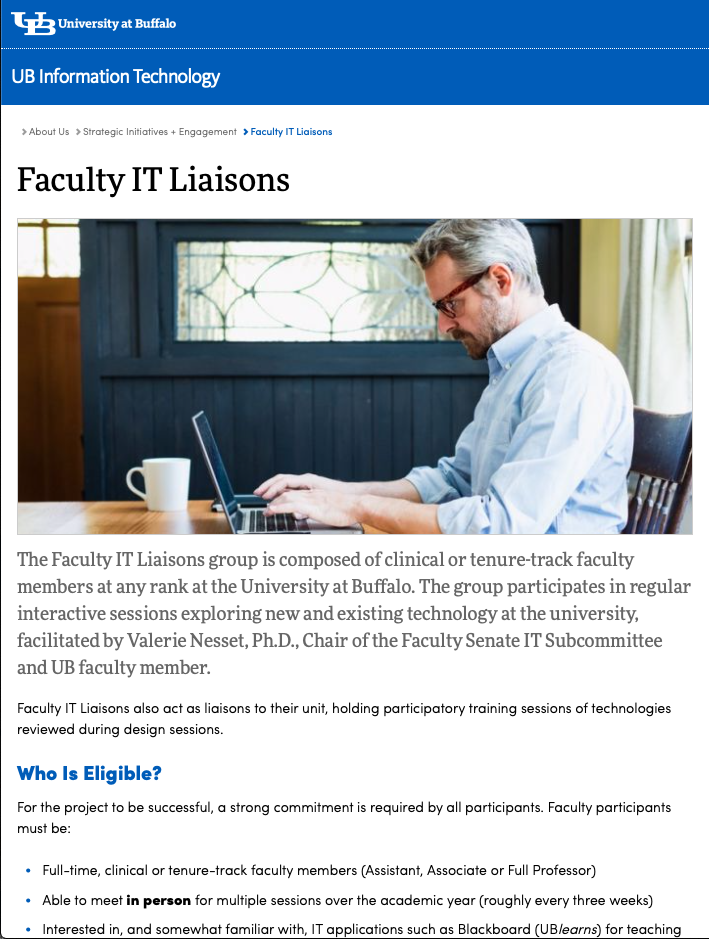 UB University at Buffalo
UB Information Technology
About Us Strategic Initiatives + Engagement Faculty IT Liaisons
Faculty IT Liaisons
The Faculty IT Liaisons group is composed of clinical or tenure-track faculty
members at any rank at the University at Buffalo. The group participates in regular
interactive sessions exploring new and existing technology at the university,
facilitated by Valerie Nesset, Ph.D., Chair of the Faculty Senate IT Subcommittee
and UB faculty member.
Faculty IT Liaisons also act as liaisons to their unit, holding participatory training sessions of technologies
reviewed during design sessions.
Who Is Eligible?
For the project to be successful, a strong commitment is required by all participants. Faculty participants
must be:
• Full-time, clinical or tenure-track faculty members (Assistant, Associate or Full Professor)
• Able to meet in person for multiple sessions over the academic year (roughly every three weeks)
• Interested in, and somewhat familiar with, IT applications such as Blackboard (UBlearns) for teaching